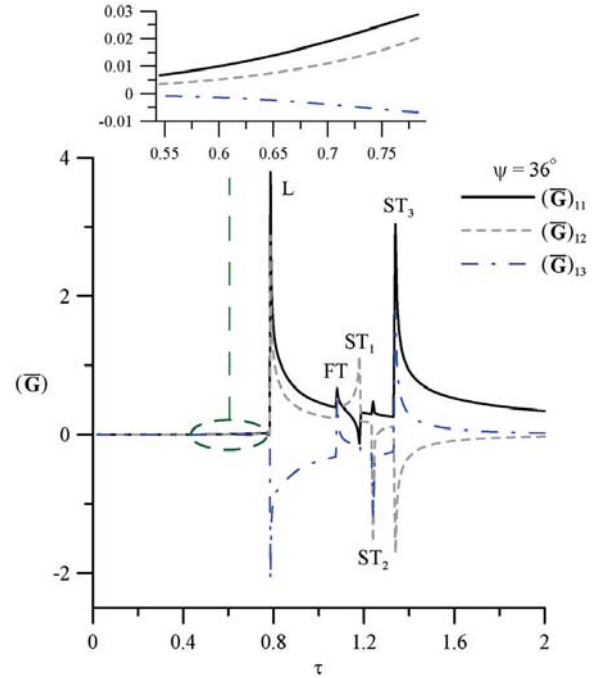 0.03
0.02
0.01
0
-0.01
0.55 0.6 0.65 0.7 0.75
4
2
0
-2
(G̅)
0 0.4 0.8 1.2 1.6 2
τ
L
FT
ST₁
ST₂
ST₃
ψ = 36°
(G̅)₁₁
(G̅)₁₂
(G̅)₁₃